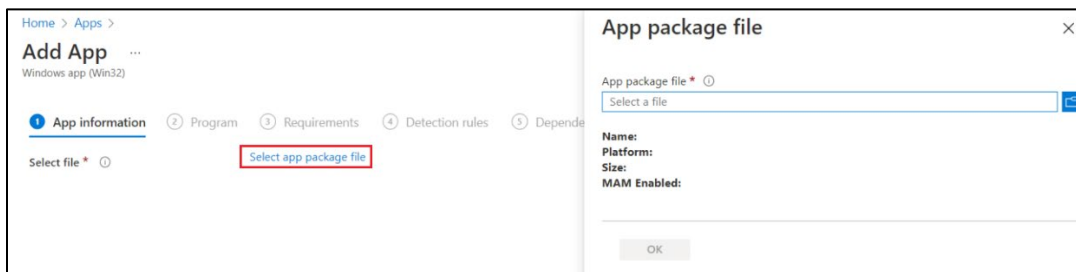 Home > Apps >
Add App ...
Windows app (Win32)
1 App information 2 Program 3 Requirements 4 Detection rules 5 Depende
Select file * Select app package file
App package file
App package file *
Select a file
Name:
Platform:
Size:
MAM Enabled:
OK